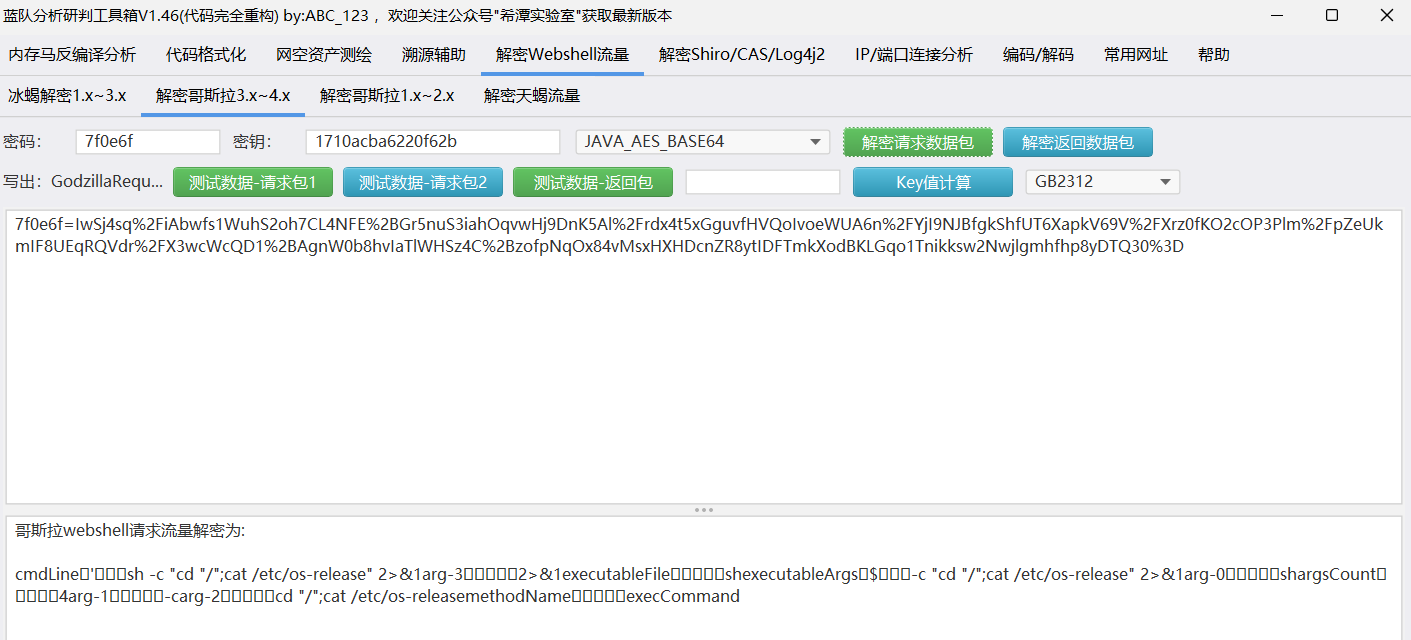 蓝队分析研判工具箱V1.46(代码完全重构) by:ABC_123 ，欢迎关注公众号"希潭实验室"获取最新版本
内存马反编译分析 代码格式化 网空资产测绘 溯源辅助 解密Webshell流量 解密Shiro/CAS/Log4j2 IP/端口连接分析 编码/解码 常用网址 帮助
冰蝎解密1.x~3.x 解密哥斯拉3.x~4.x 解密哥斯拉1.x~2.x 解密天蝎流量
密码： 7f0e6f 密钥： 1710acba6220f62b JAVA_AES_BASE64 解密请求数据包 解密返回数据包
写出：GodzillaRequ... 测试数据-请求包1 测试数据-请求包2 测试数据-返回包 Key值计算 GB2312
7f0e6f=IwSj4sq%2FiAbwfs1WuhS2oh7CL4NFE%2BGr5nuS3iahOqvwHj9DnK5Al%2Frdx4t5xGguvfHVQoIvoeWUA6n%2FYjI9NJBfgkShfUT6XapkV69V%2FXrz0fKO2cOP3Plm%2FpZeUk
mIF8UEqRQVdr%2FX3wcWcQD1%2BAgnW0b8hvIaTlWHSz4C%2BzofpNqOx84vMsxHXHDcnZR8ytIDFTmkXodBKLGqo1Tnikksw2Nwjlgmhfhp8yDTQ30%3D
哥斯拉webshell请求流量解密为:
cmdLine▯'▯▯▯sh -c "cd "/";cat /etc/os-release" 2>&1arg-3▯▯▯▯▯2>&1executableFile▯▯▯▯▯shexecutableArgs▯$▯▯▯-c "cd "/";cat /etc/os-release" 2>&1arg-0▯▯▯▯▯shargsCount▯
▯▯▯▯4arg-1▯▯▯▯▯-carg-2▯▯▯▯▯cd "/";cat /etc/os-releasemethodName▯▯▯▯▯execCommand